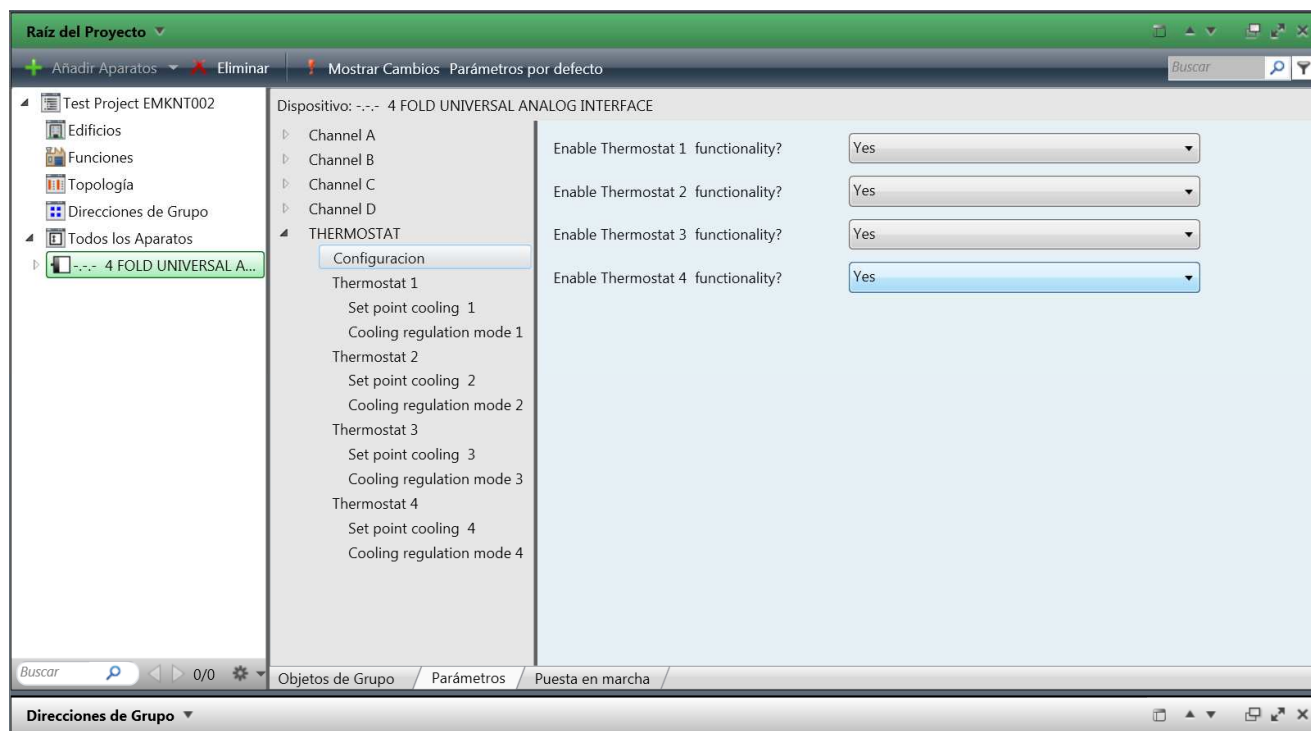 Raíz del Proyecto
Añadir Aparatos Eliminar Mostrar Cambios Parámetros por defecto Buscar
Test Project EMKNT002
Edificios
Funciones
Topología
Direcciones de Grupo
Todos los Aparatos
-.-.- 4 FOLD UNIVERSAL A...
Buscar 0/0
Dispositivo: -.-.- 4 FOLD UNIVERSAL ANALOG INTERFACE
Channel A
Channel B
Channel C
Channel D
THERMOSTAT
Configuracion
Thermostat 1
Set point cooling 1
Cooling regulation mode 1
Thermostat 2
Set point cooling 2
Cooling regulation mode 2
Thermostat 3
Set point cooling 3
Cooling regulation mode 3
Thermostat 4
Set point cooling 4
Cooling regulation mode 4
Enable Thermostat 1 functionality? Yes
Enable Thermostat 2 functionality? Yes
Enable Thermostat 3 functionality? Yes
Enable Thermostat 4 functionality? Yes
Objetos de Grupo Parámetros Puesta en marcha
Direcciones de Grupo